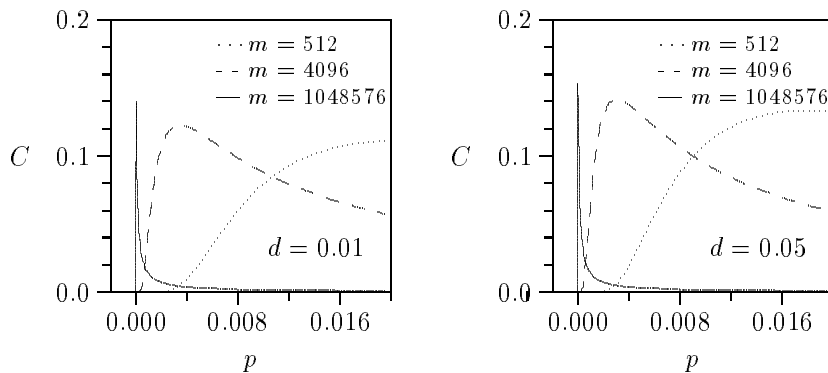 0.2
m = 512
m = 4096
m = 1048576
C
0.1
d = 0.01
0.0
0.000
0.008
0.016
p
0.2
m = 512
m = 4096
m = 1048576
C
0.1
d = 0.05
0.0
0.000
0.008
0.016
p